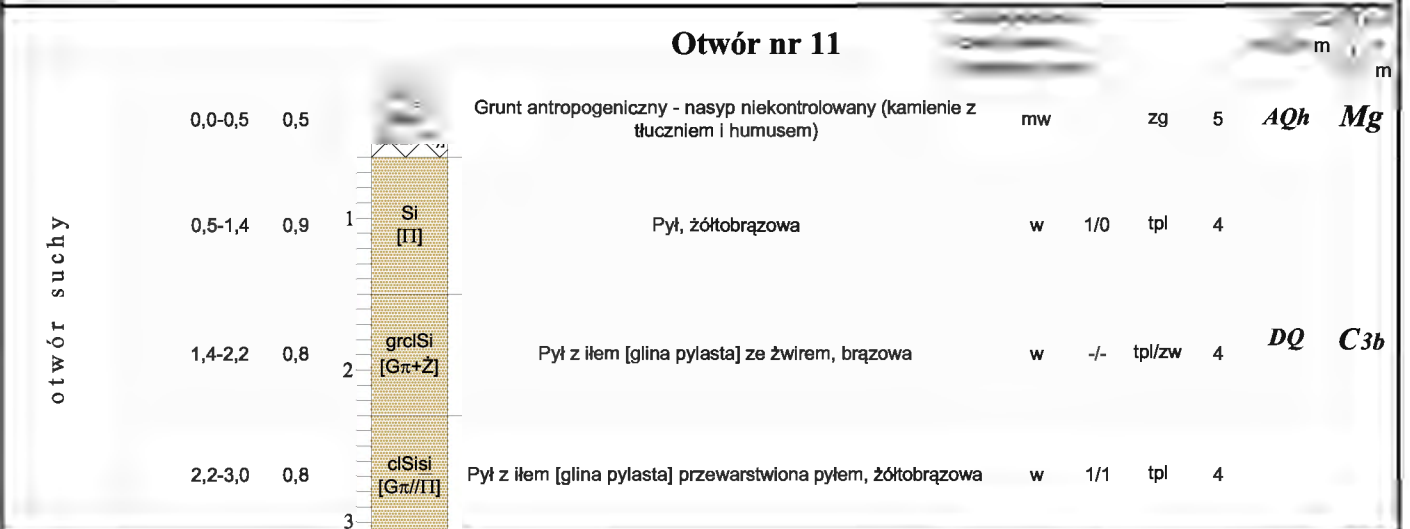 Otwór nr 11
m
m
0,0-0,5 0,5 Grunt antropogeniczny - nasyp niekontrolowany (kamienie z tłuczniem i humusem) mw zg 5 AQh Mg
otwór suchy
1
0,5-1,4 0,9 Si [Π] Pył, żółtobrązowa w 1/0 tpl 4
1,4-2,2 0,8 grclSi [Gπ+Ż] Pył z iłem [glina pylasta] ze żwirem, brązowa w -/- tpl/zw 4 DQ C3b
2
2,2-3,0 0,8 clSisi [Gπ//Π] Pył z iłem [glina pylasta] przewarstwiona pyłem, żółtobrązowa w 1/1 tpl 4
3